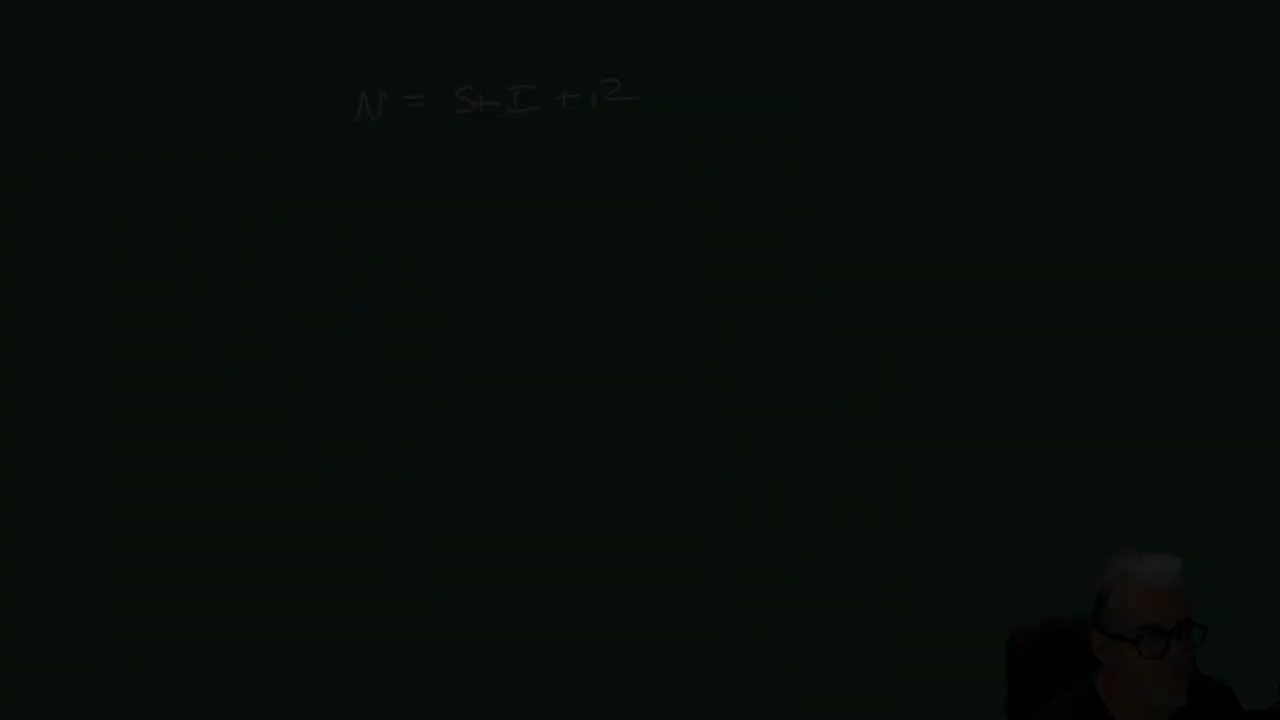 N = S + I + R